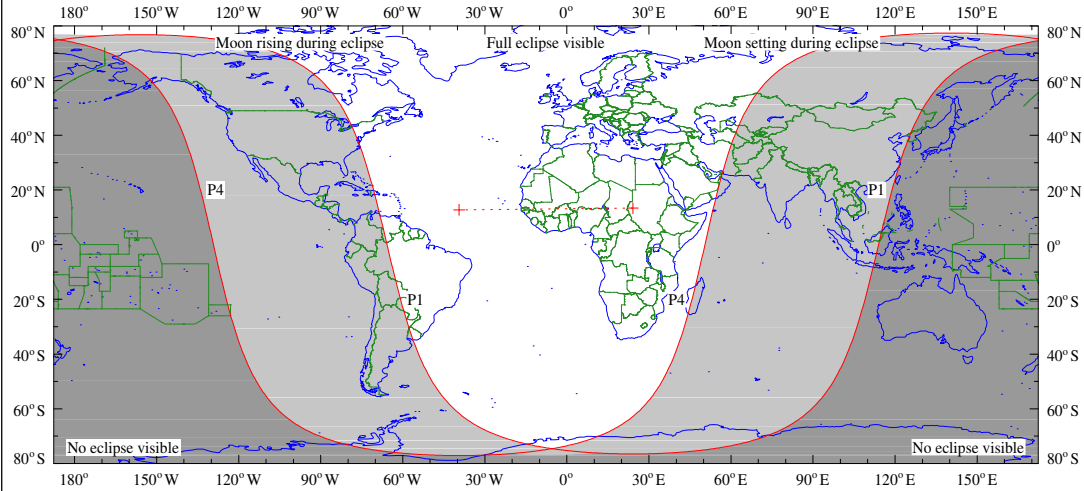 180° 150° W 120° W 90° W 60° W 30° W 0° 30° E 60° E 90° E 120° E 150° E
80° N 80° N
Moon rising during eclipse Full eclipse visible Moon setting during eclipse
60° N 60° N
40° N 40° N
20° N P4 P1 20° N
0° 0°
20° S P1 P4 20° S
40° S 40° S
60° S 60° S
No eclipse visible No eclipse visible
80° S 80° S
180° 150° W 120° W 90° W 60° W 30° W 0° 30° E 60° E 90° E 120° E 150° E